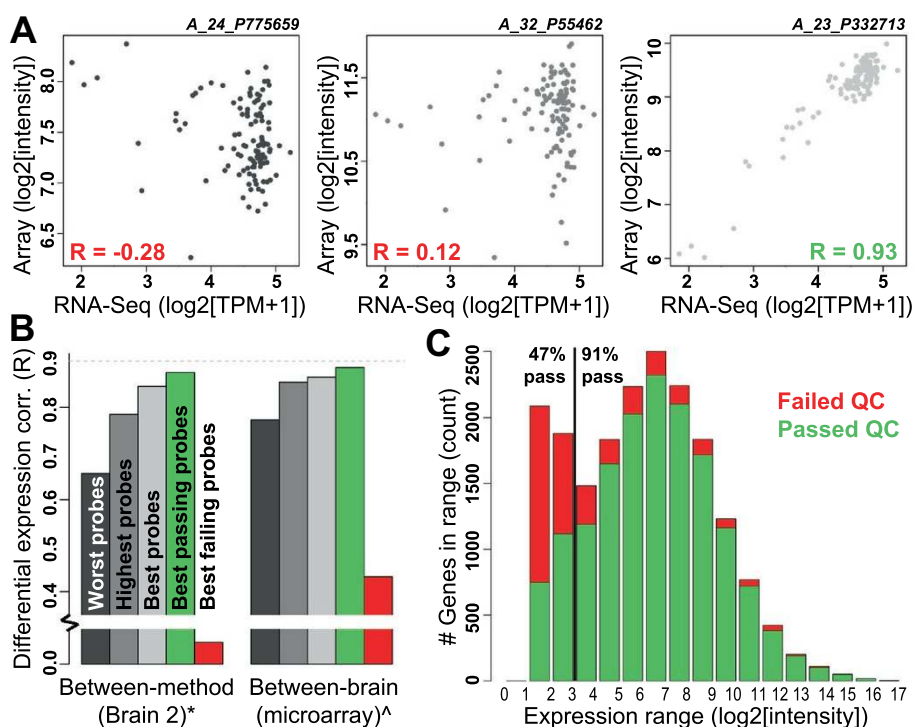 A
A_24_P775659
A_32_P55462
A_23_P332713
Array (log2[intensity])
8.0
7.5
7.0
6.5
R = -0.28
2 3 4 5
RNA-Seq (log2[TPM+1])
Array (log2[intensity])
11.5
10.5
9.5
R = 0.12
2 3 4 5
RNA-Seq (log2[TPM+1])
Array (log2[intensity])
10
9
8
7
6
R = 0.93
2 3 4 5
RNA-Seq (log2[TPM+1])
B
Differential expression corr. (R)
0.9
0.8
0.6
0.5
0.4
0.0
Worst probes
Highest probes
Best probes
Best passing probes
Best failing probes
Between-method
(Brain 2)*
Between-brain
(microarray)^
C
# Genes in range (count)
2500
2000
1500
1000
500
0
47%
pass
91%
pass
Failed QC
Passed QC
0 1 2 3 4 5 6 7 8 9 10 11 12 13 14 15 16 17
Expression range (log2[intensity])